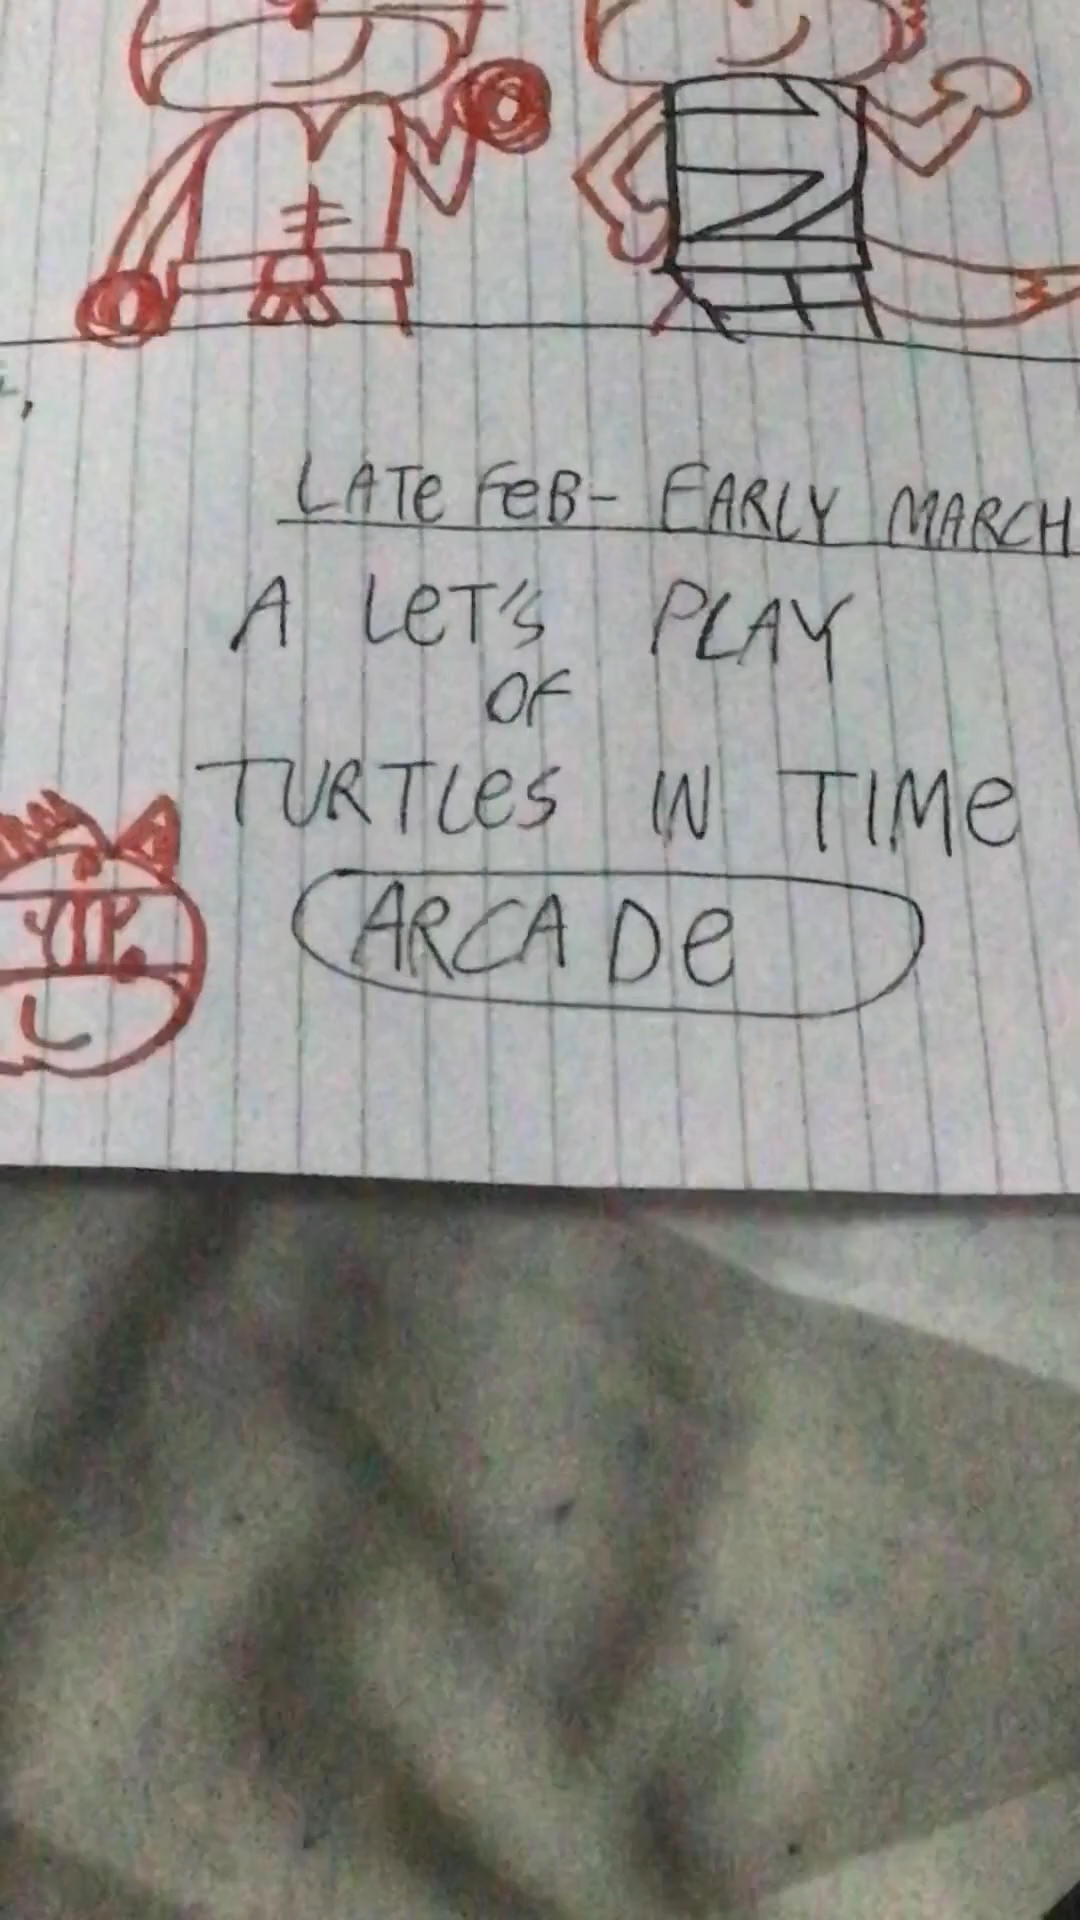 LATe FeB- EARLY MARCH
A LeT's PLAY
OF
TURTLes IN TIMe
ARCADe